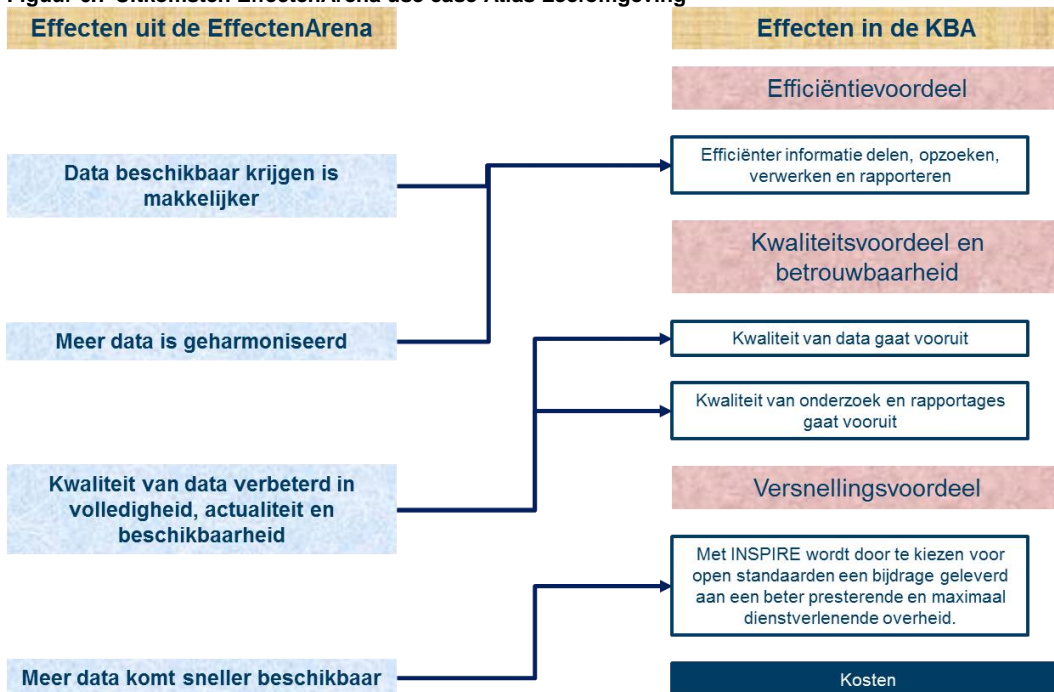 Effecten uit de EffectenArena
Effecten in de KBA
Efficiëntievoordeel
Data beschikbaar krijgen is
makkelijker
Efficiënter informatie delen, opzoeken,
verwerken en rapporteren
Kwaliteitsvoordeel en
betrouwbaarheid
Meer data is geharmoniseerd
Kwaliteit van data gaat vooruit
Kwaliteit van onderzoek en rapportages
gaat vooruit
Kwaliteit van data verbeterd in
volledigheid, actualiteit en
beschikbaarheid
Versnellingsvoordeel
Met INSPIRE wordt door te kiezen voor
open standaarden een bijdrage geleverd
aan een beter presterende en maximaal
dienstverlenende overheid.
Meer data komt sneller beschikbaar
Kosten